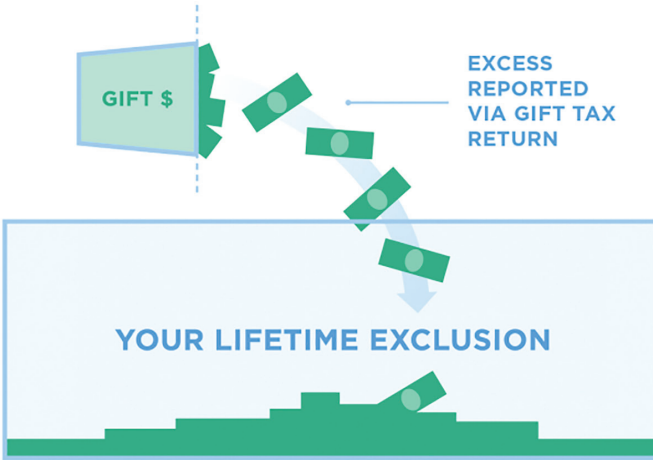 GIFT $
EXCESS
REPORTED
VIA GIFT TAX
RETURN
YOUR LIFETIME EXCLUSION